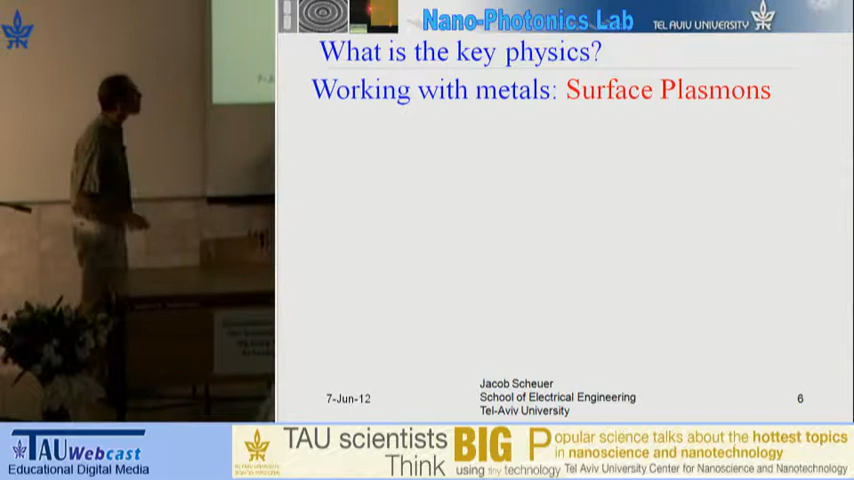 Nano-Photonics Lab
TEL AVIV UNIVERSITY
What is the key physics?
Working with metals: Surface Plasmons
7-Jun-12
Jacob Scheuer
School of Electrical Engineering
Tel-Aviv University
6
TAU Webcast
Educational Digital Media
TAU scientists
Think
BIG
using tiny technology
Popular science talks about the hottest topics
in nanoscience and nanotechnology
Tel Aviv University Center for Nanoscience and Nanotechnology